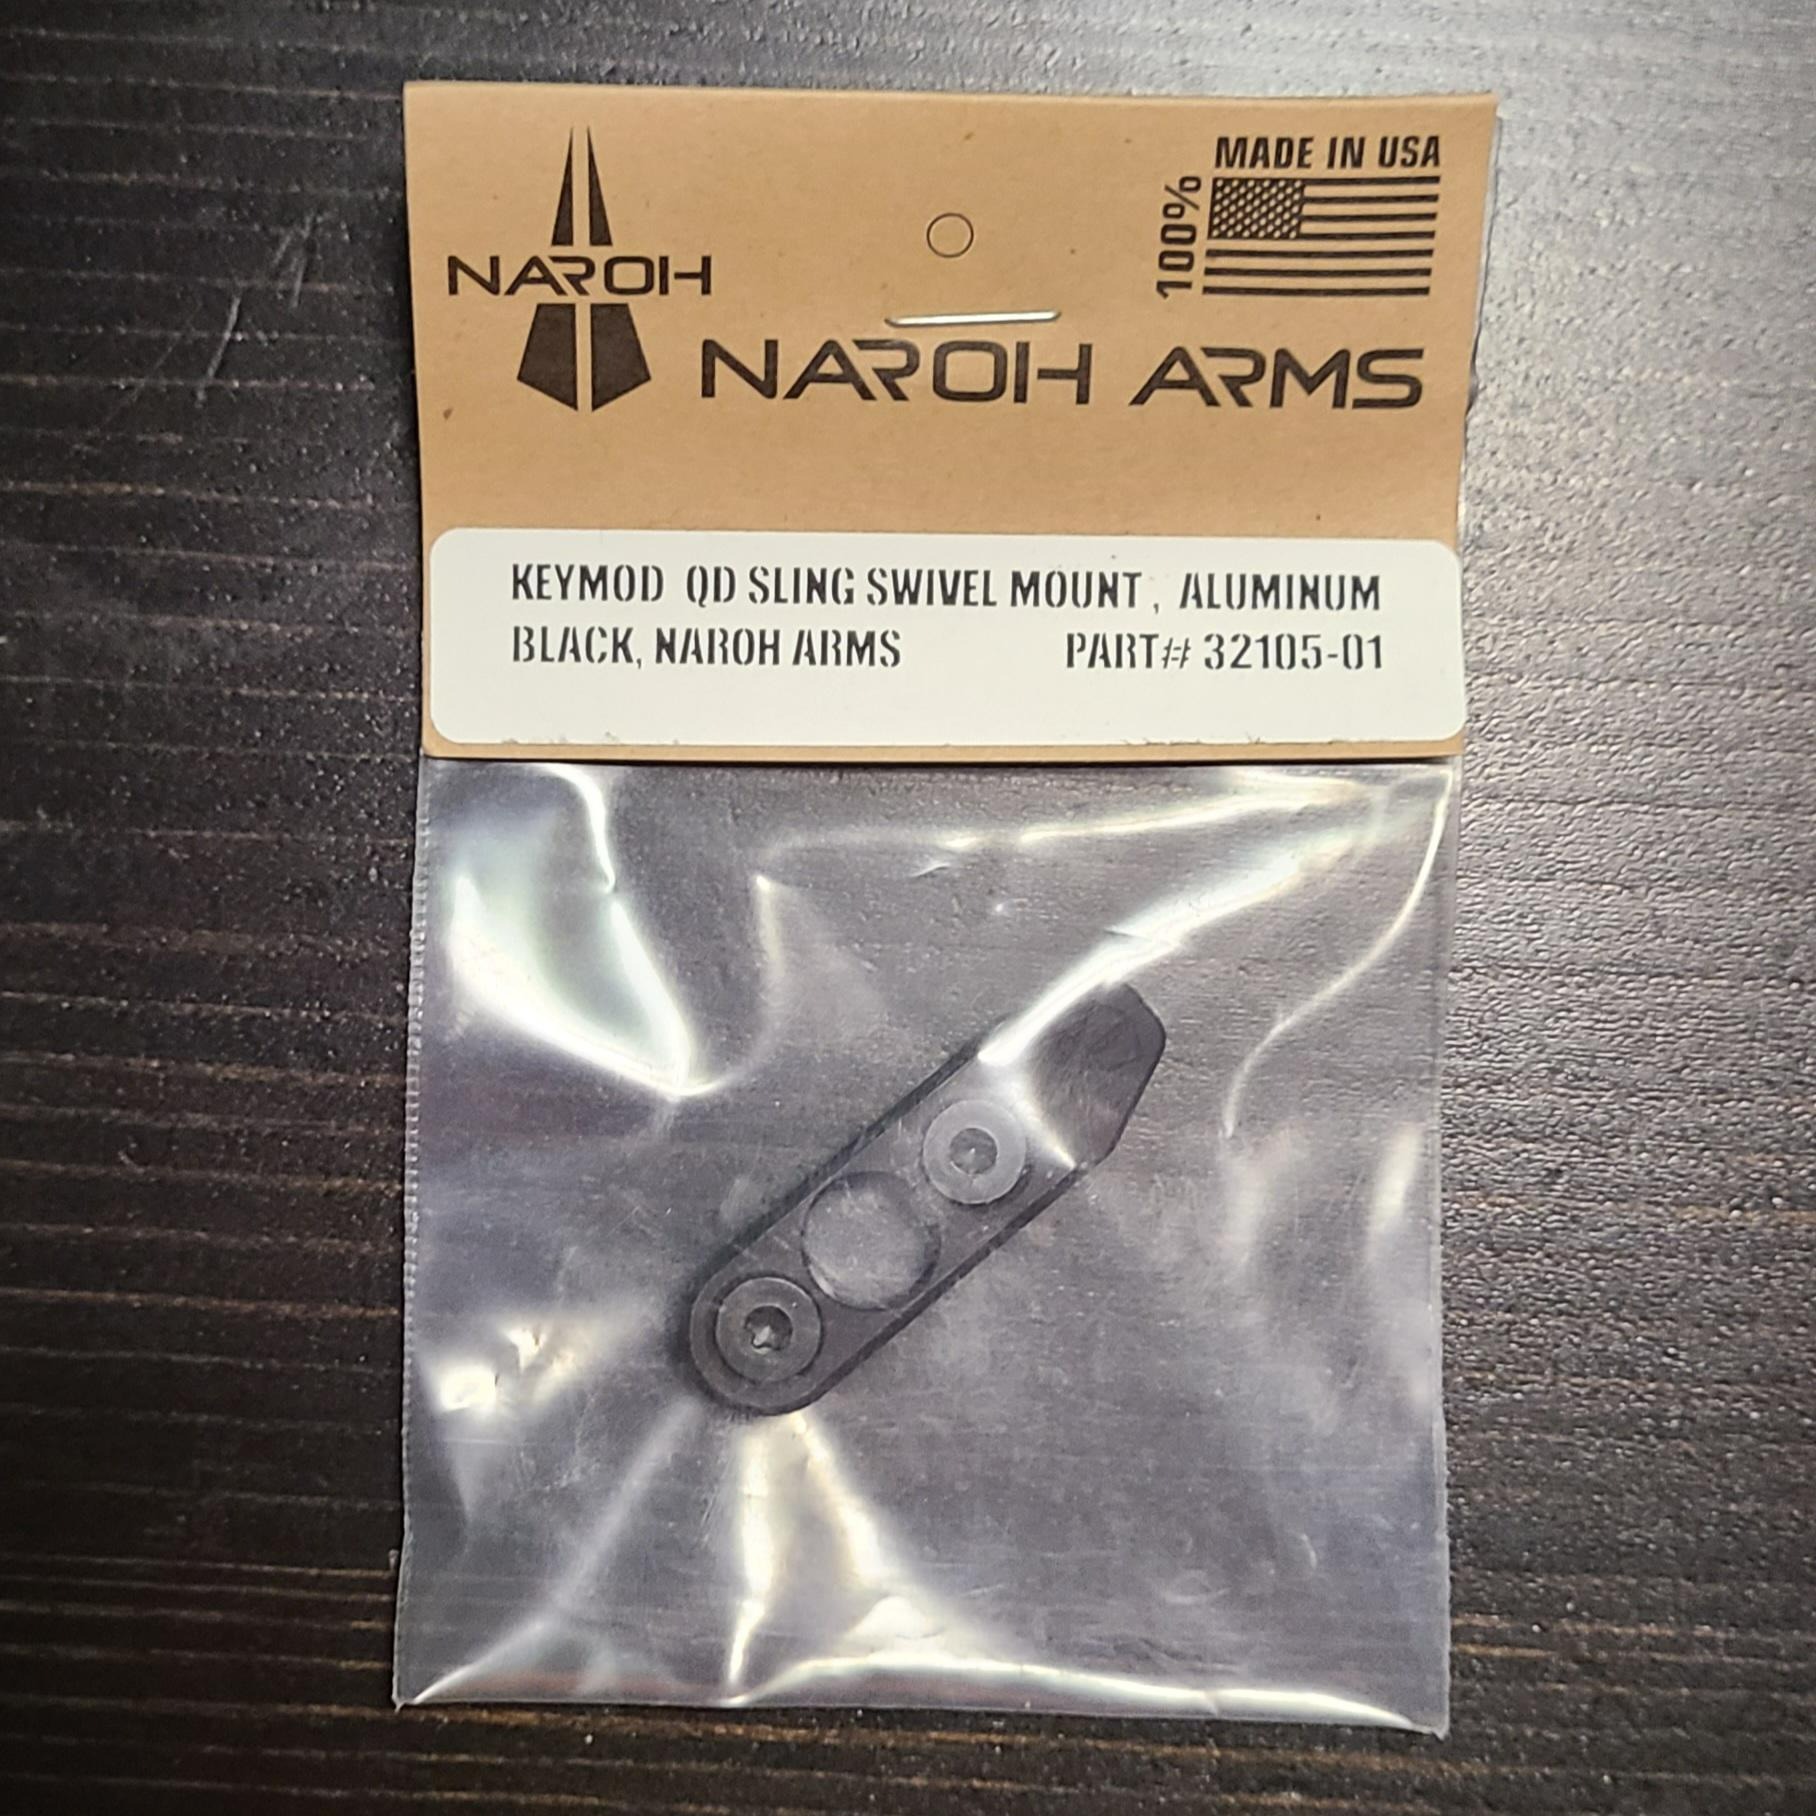 MADE IN USA
100%
NAROH
NAROH ARMS
KEYMOD QD SLING SWIVEL MOUNT, ALUMINUM
BLACK, NAROH ARMS PART# 32105-01